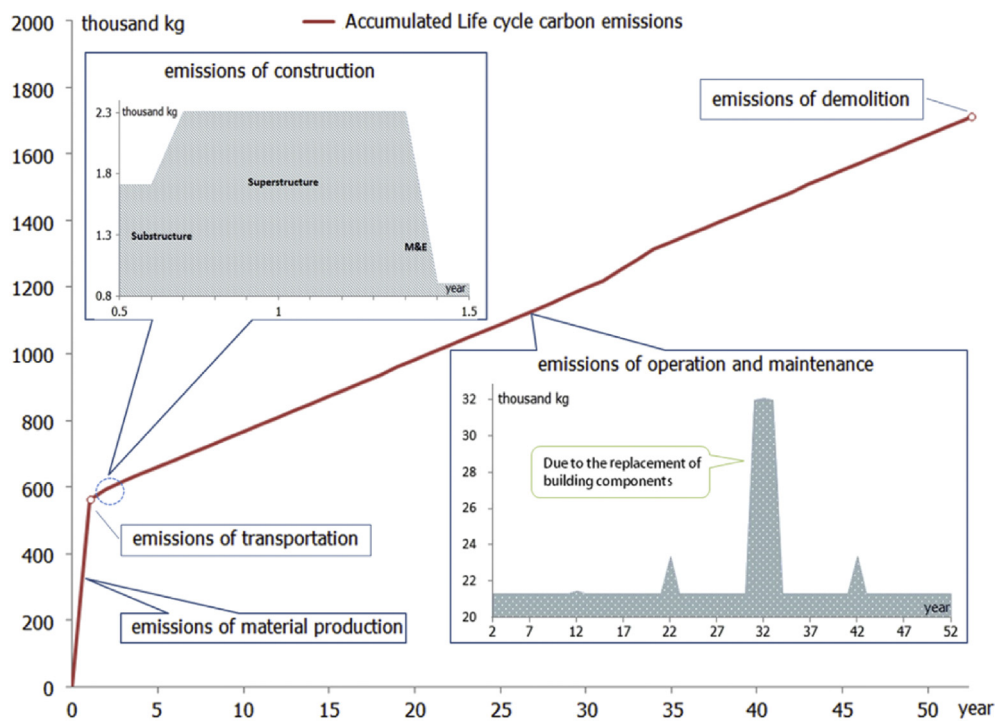 2000 thousand kg
Accumulated Life cycle carbon emissions
1800
1600
1400
1200
1000
800
600
400
200
0
emissions of construction
thousand kg
2.3
1.8
1.3
0.8
Superstructure
Substructure
M&E
year
0.5 1 1.5
emissions of demolition
emissions of operation and maintenance
thousand kg
32
30
28
26
24
22
20
Due to the replacement of
building components
year
2 7 12 17 22 27 32 37 42 47 52
emissions of transportation
emissions of material production
0 5 10 15 20 25 30 35 40 45 50 year